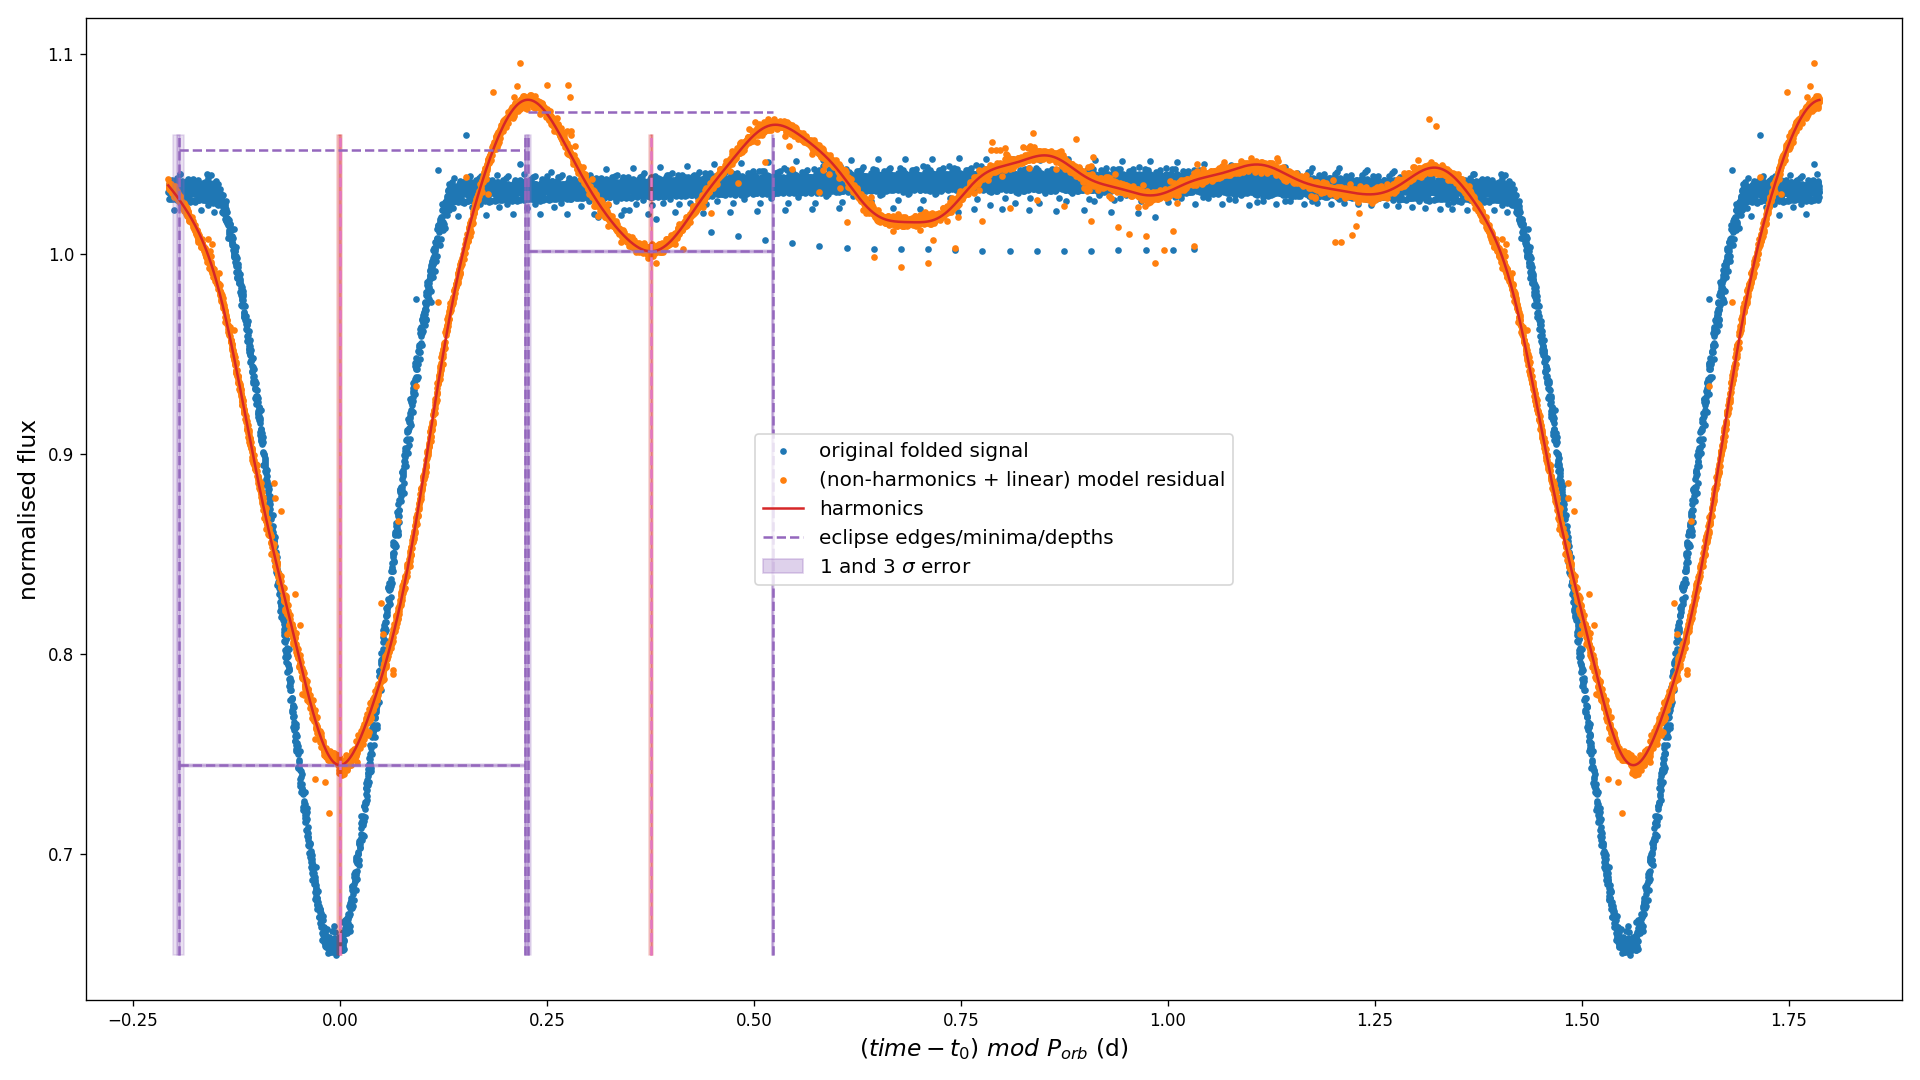 normalised flux
1.1
1.0
0.9
0.8
0.7
original folded signal
(non-harmonics + linear) model residual
harmonics
eclipse edges/minima/depths
1 and 3 σ error
−0.25 0.00 0.25 0.50 0.75 1.00 1.25 1.50 1.75
(time − t₀) mod Pₒᵣb (d)